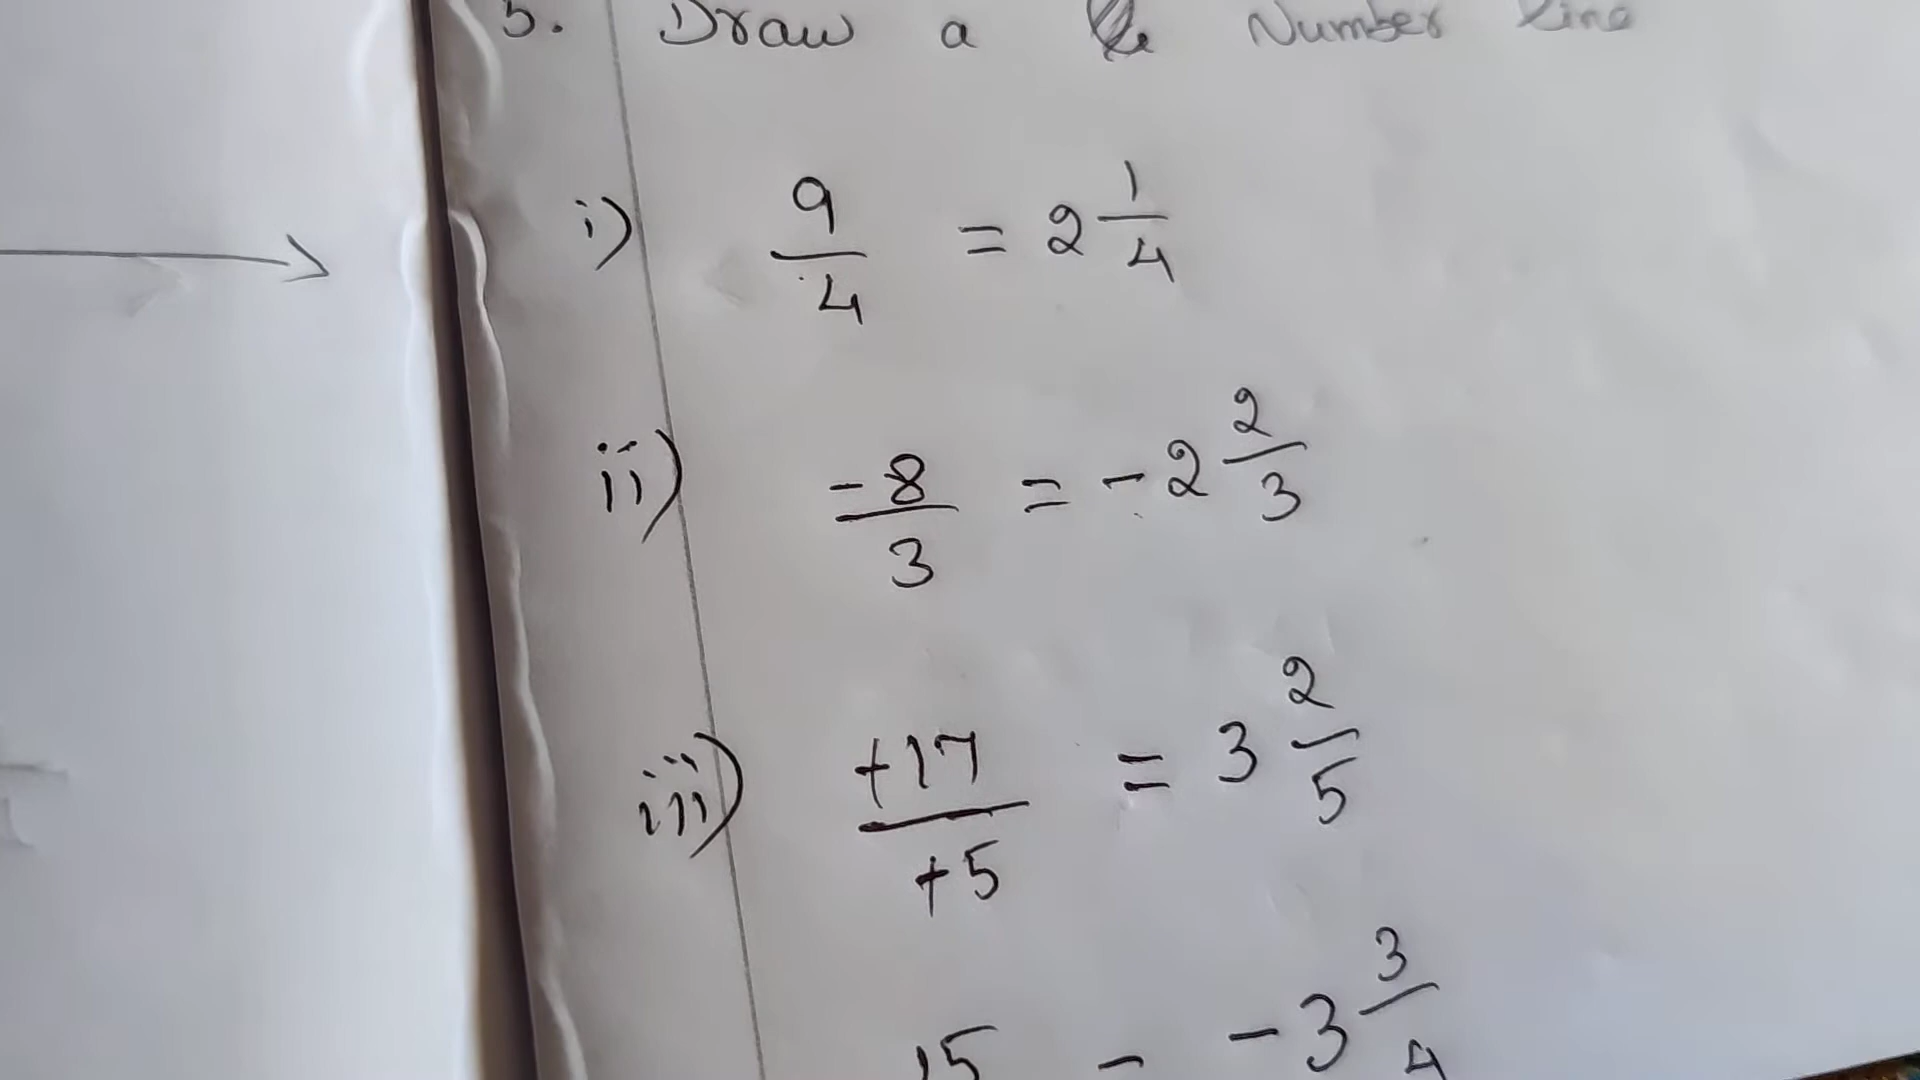 5. Draw a Number line
i) 9/4 = 2 1/4
ii) -8/3 = -2 2/3
iii) +17/+5 = 3 2/5
15 = -3 3/4